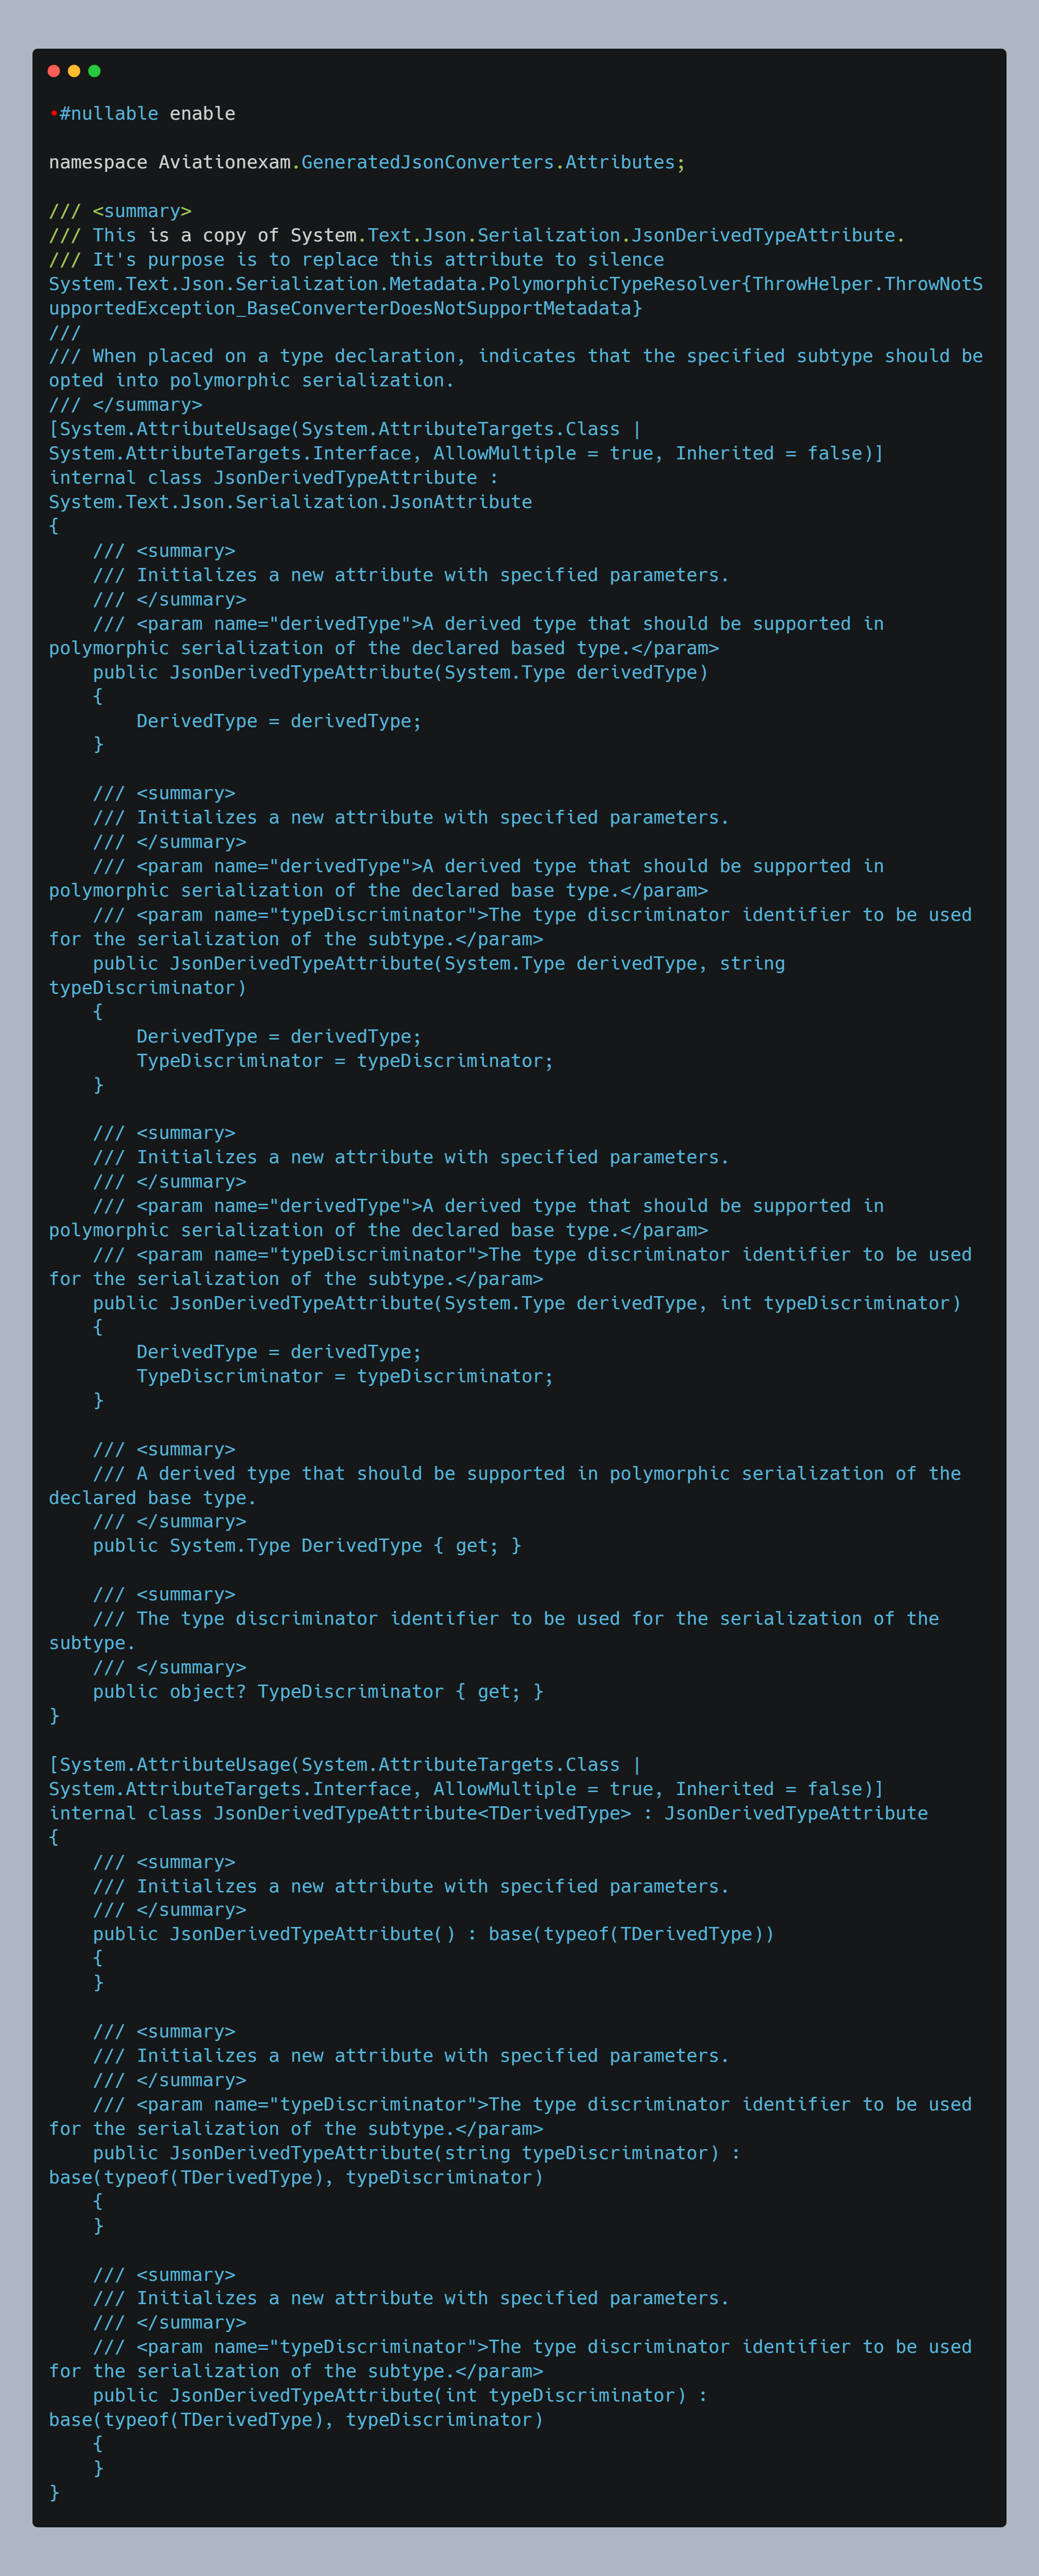 •#nullable enable

namespace Aviationexam.GeneratedJsonConverters.Attributes;

/// <summary>
/// This is a copy of System.Text.Json.Serialization.JsonDerivedTypeAttribute.
/// It's purpose is to replace this attribute to silence
System.Text.Json.Serialization.Metadata.PolymorphicTypeResolver{ThrowHelper.ThrowNotS
upportedException_BaseConverterDoesNotSupportMetadata}
///
/// When placed on a type declaration, indicates that the specified subtype should be
opted into polymorphic serialization.
/// </summary>
[System.AttributeUsage(System.AttributeTargets.Class |
System.AttributeTargets.Interface, AllowMultiple = true, Inherited = false)]
internal class JsonDerivedTypeAttribute :
System.Text.Json.Serialization.JsonAttribute
{
    /// <summary>
    /// Initializes a new attribute with specified parameters.
    /// </summary>
    /// <param name="derivedType">A derived type that should be supported in
polymorphic serialization of the declared based type.</param>
    public JsonDerivedTypeAttribute(System.Type derivedType)
    {
        DerivedType = derivedType;
    }

    /// <summary>
    /// Initializes a new attribute with specified parameters.
    /// </summary>
    /// <param name="derivedType">A derived type that should be supported in
polymorphic serialization of the declared base type.</param>
    /// <param name="typeDiscriminator">The type discriminator identifier to be used
for the serialization of the subtype.</param>
    public JsonDerivedTypeAttribute(System.Type derivedType, string
typeDiscriminator)
    {
        DerivedType = derivedType;
        TypeDiscriminator = typeDiscriminator;
    }

    /// <summary>
    /// Initializes a new attribute with specified parameters.
    /// </summary>
    /// <param name="derivedType">A derived type that should be supported in
polymorphic serialization of the declared base type.</param>
    /// <param name="typeDiscriminator">The type discriminator identifier to be used
for the serialization of the subtype.</param>
    public JsonDerivedTypeAttribute(System.Type derivedType, int typeDiscriminator)
    {
        DerivedType = derivedType;
        TypeDiscriminator = typeDiscriminator;
    }

    /// <summary>
    /// A derived type that should be supported in polymorphic serialization of the
declared base type.
    /// </summary>
    public System.Type DerivedType { get; }

    /// <summary>
    /// The type discriminator identifier to be used for the serialization of the
subtype.
    /// </summary>
    public object? TypeDiscriminator { get; }
}

[System.AttributeUsage(System.AttributeTargets.Class |
System.AttributeTargets.Interface, AllowMultiple = true, Inherited = false)]
internal class JsonDerivedTypeAttribute<TDerivedType> : JsonDerivedTypeAttribute
{
    /// <summary>
    /// Initializes a new attribute with specified parameters.
    /// </summary>
    public JsonDerivedTypeAttribute() : base(typeof(TDerivedType))
    {
    }

    /// <summary>
    /// Initializes a new attribute with specified parameters.
    /// </summary>
    /// <param name="typeDiscriminator">The type discriminator identifier to be used
for the serialization of the subtype.</param>
    public JsonDerivedTypeAttribute(string typeDiscriminator) :
base(typeof(TDerivedType), typeDiscriminator)
    {
    }

    /// <summary>
    /// Initializes a new attribute with specified parameters.
    /// </summary>
    /// <param name="typeDiscriminator">The type discriminator identifier to be used
for the serialization of the subtype.</param>
    public JsonDerivedTypeAttribute(int typeDiscriminator) :
base(typeof(TDerivedType), typeDiscriminator)
    {
    }
}